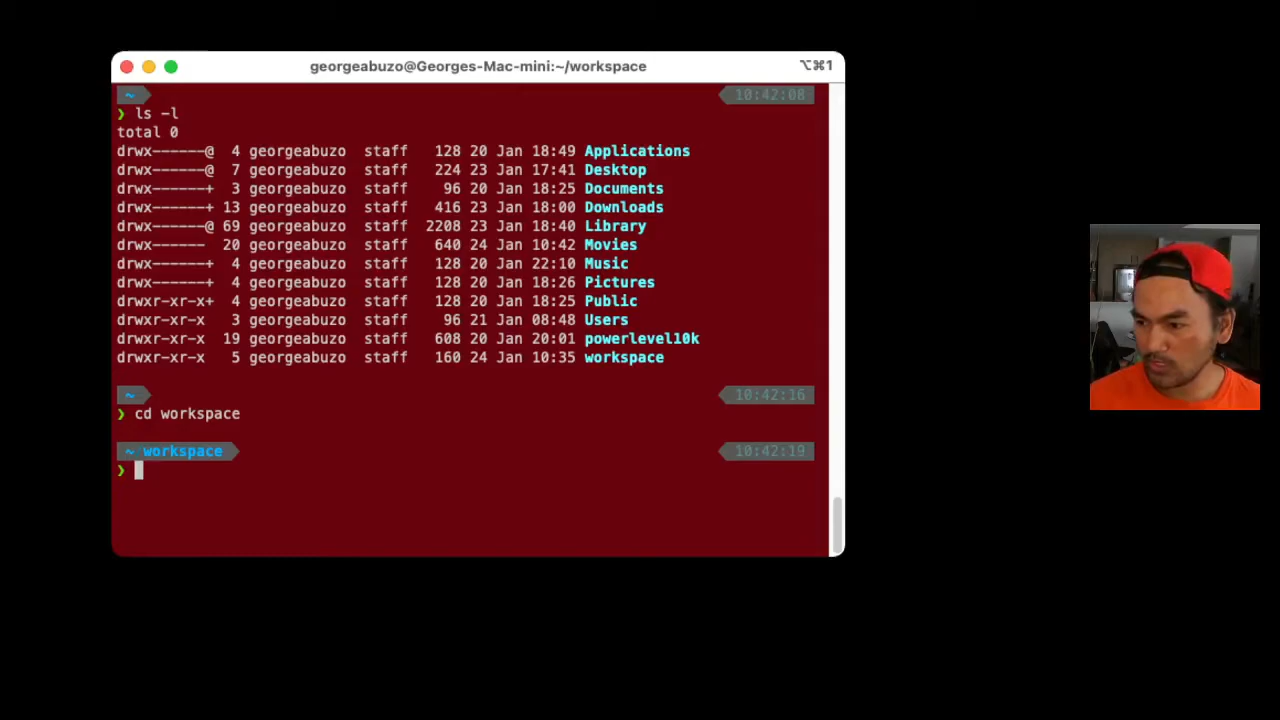 georgeabuzo@Georges-Mac-mini:~/workspace ⌥⌘1
~ 10:42:08
❯ ls -l
total 0
drwx------@ 4 georgeabuzo staff 128 20 Jan 18:49 Applications
drwx------@ 7 georgeabuzo staff 224 23 Jan 17:41 Desktop
drwx------+ 3 georgeabuzo staff 96 20 Jan 18:25 Documents
drwx------+ 13 georgeabuzo staff 416 23 Jan 18:00 Downloads
drwx------@ 69 georgeabuzo staff 2208 23 Jan 18:40 Library
drwx------ 20 georgeabuzo staff 640 24 Jan 10:42 Movies
drwx------+ 4 georgeabuzo staff 128 20 Jan 22:10 Music
drwx------+ 4 georgeabuzo staff 128 20 Jan 18:26 Pictures
drwxr-xr-x+ 4 georgeabuzo staff 128 20 Jan 18:25 Public
drwxr-xr-x 3 georgeabuzo staff 96 21 Jan 08:48 Users
drwxr-xr-x 19 georgeabuzo staff 608 20 Jan 20:01 powerlevel10k
drwxr-xr-x 5 georgeabuzo staff 160 24 Jan 10:35 workspace
~ 10:42:16
❯ cd workspace
~ workspace 10:42:19
❯